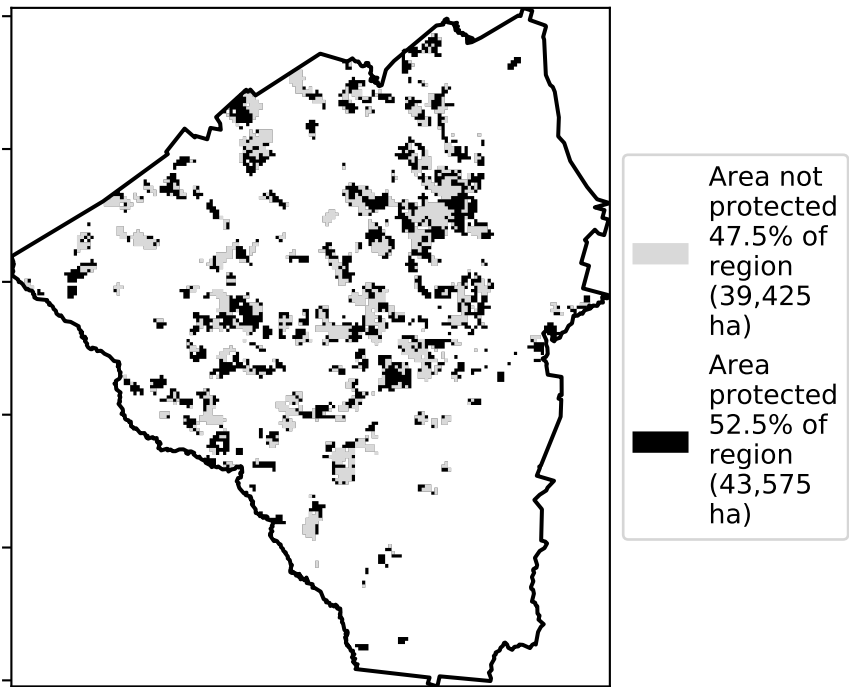 Area not
protected
47.5% of
region
(39,425
ha)
Area
protected
52.5% of
region
(43,575
ha)